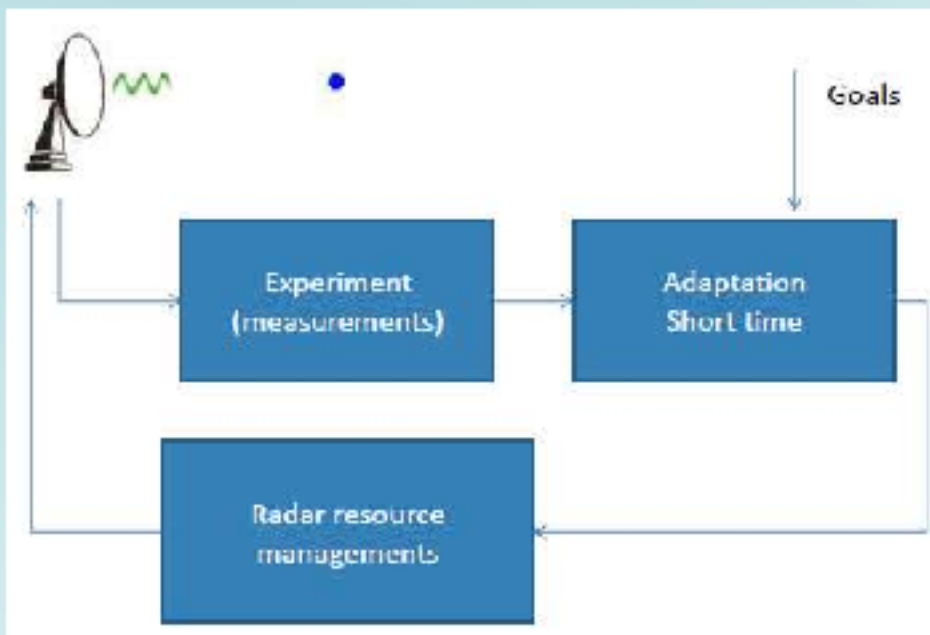 Goals
Experiment
(measurements)
Adaptation
Short time
Radar resource
managements